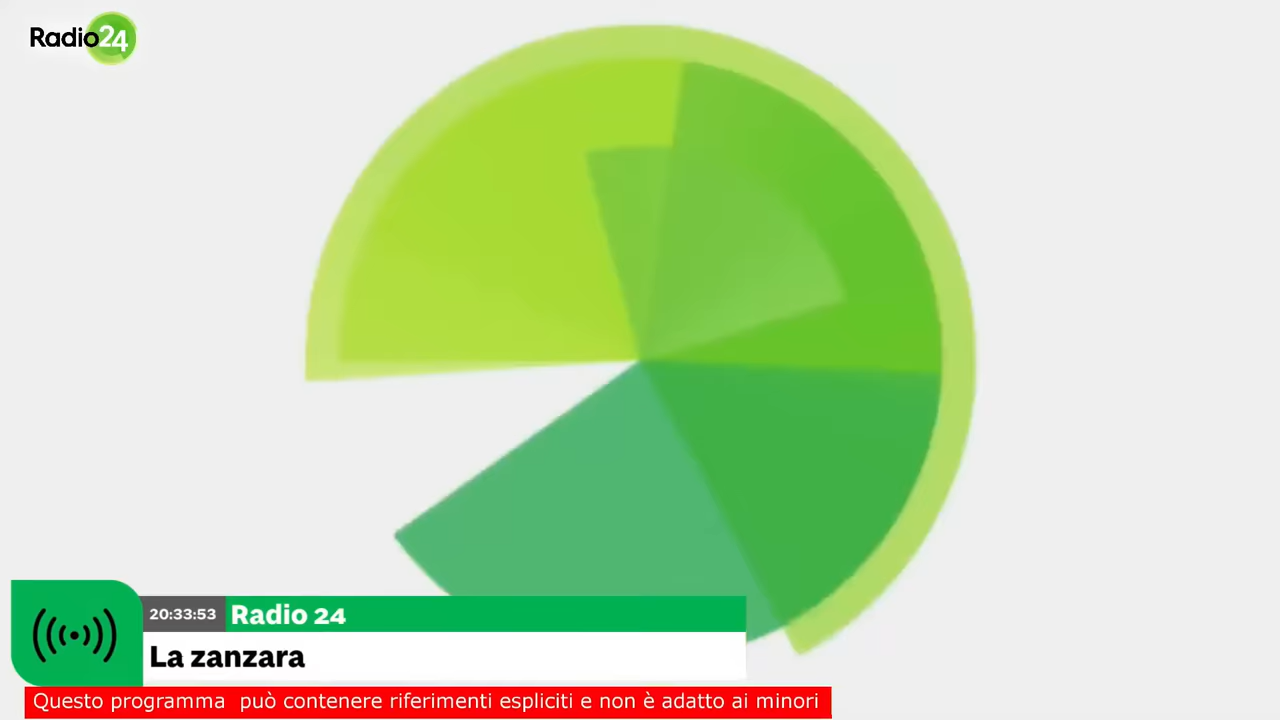 Radio24
20:33:53 Radio 24
La zanzara
Questo programma  può contenere riferimenti espliciti e non è adatto ai minori